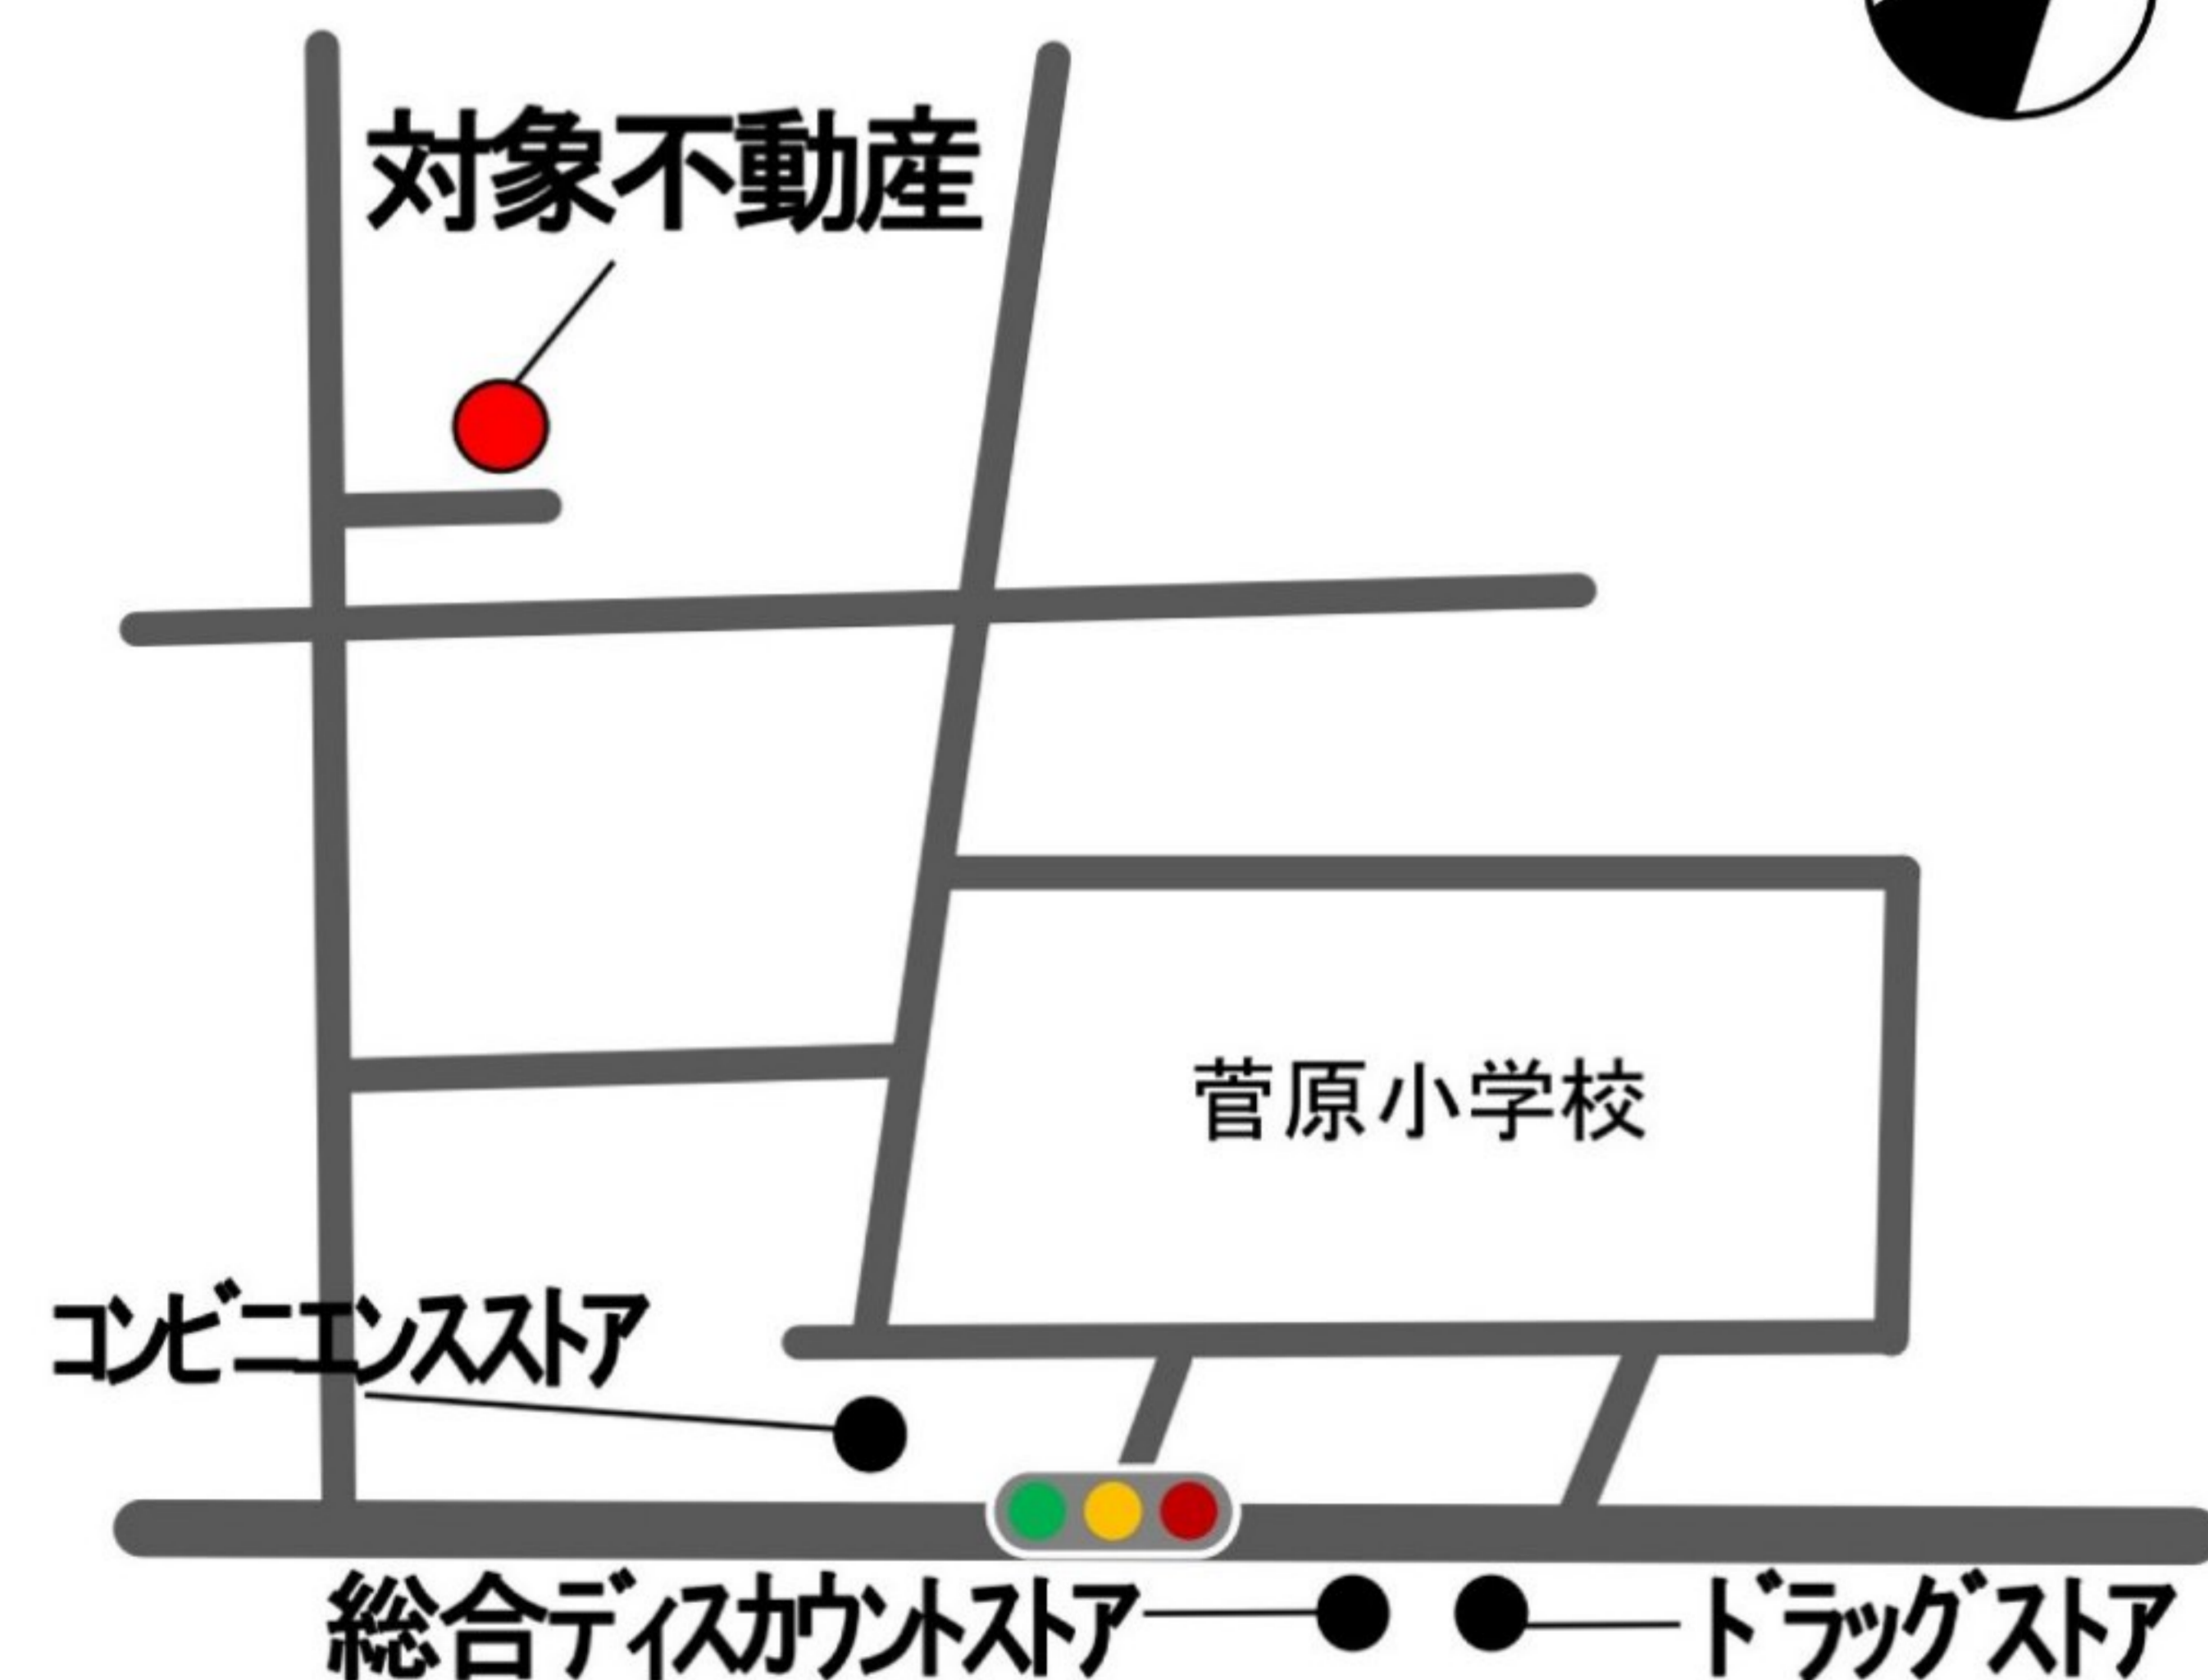 対象不動産
菅原小学校
コンビニエンスストア
総合ディスカウントストア
ドラッグストア